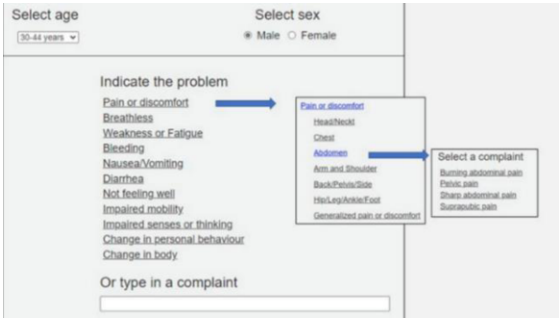 Select age
Select sex
30-44 years
Male
Female
Indicate the problem
Pain or discomfort
Breathless
Weakness or Fatigue
Bleeding
Nausea/Vomiting
Diarrhea
Not feeling well
Impaired mobility
Impaired senses or thinking
Change in personal behaviour
Change in body
Or type in a complaint
Pain or discomfort
Head/Neckt
Chest
Abdomen
Arm and Shoulder
Back/Pelvis/Side
Hip/Leg/Ankle/Foot
Generalized pain or discomfort
Select a complaint
Burning abdominal pain
Pelvic pain
Sharp abdominal pain
Suprapubic pain